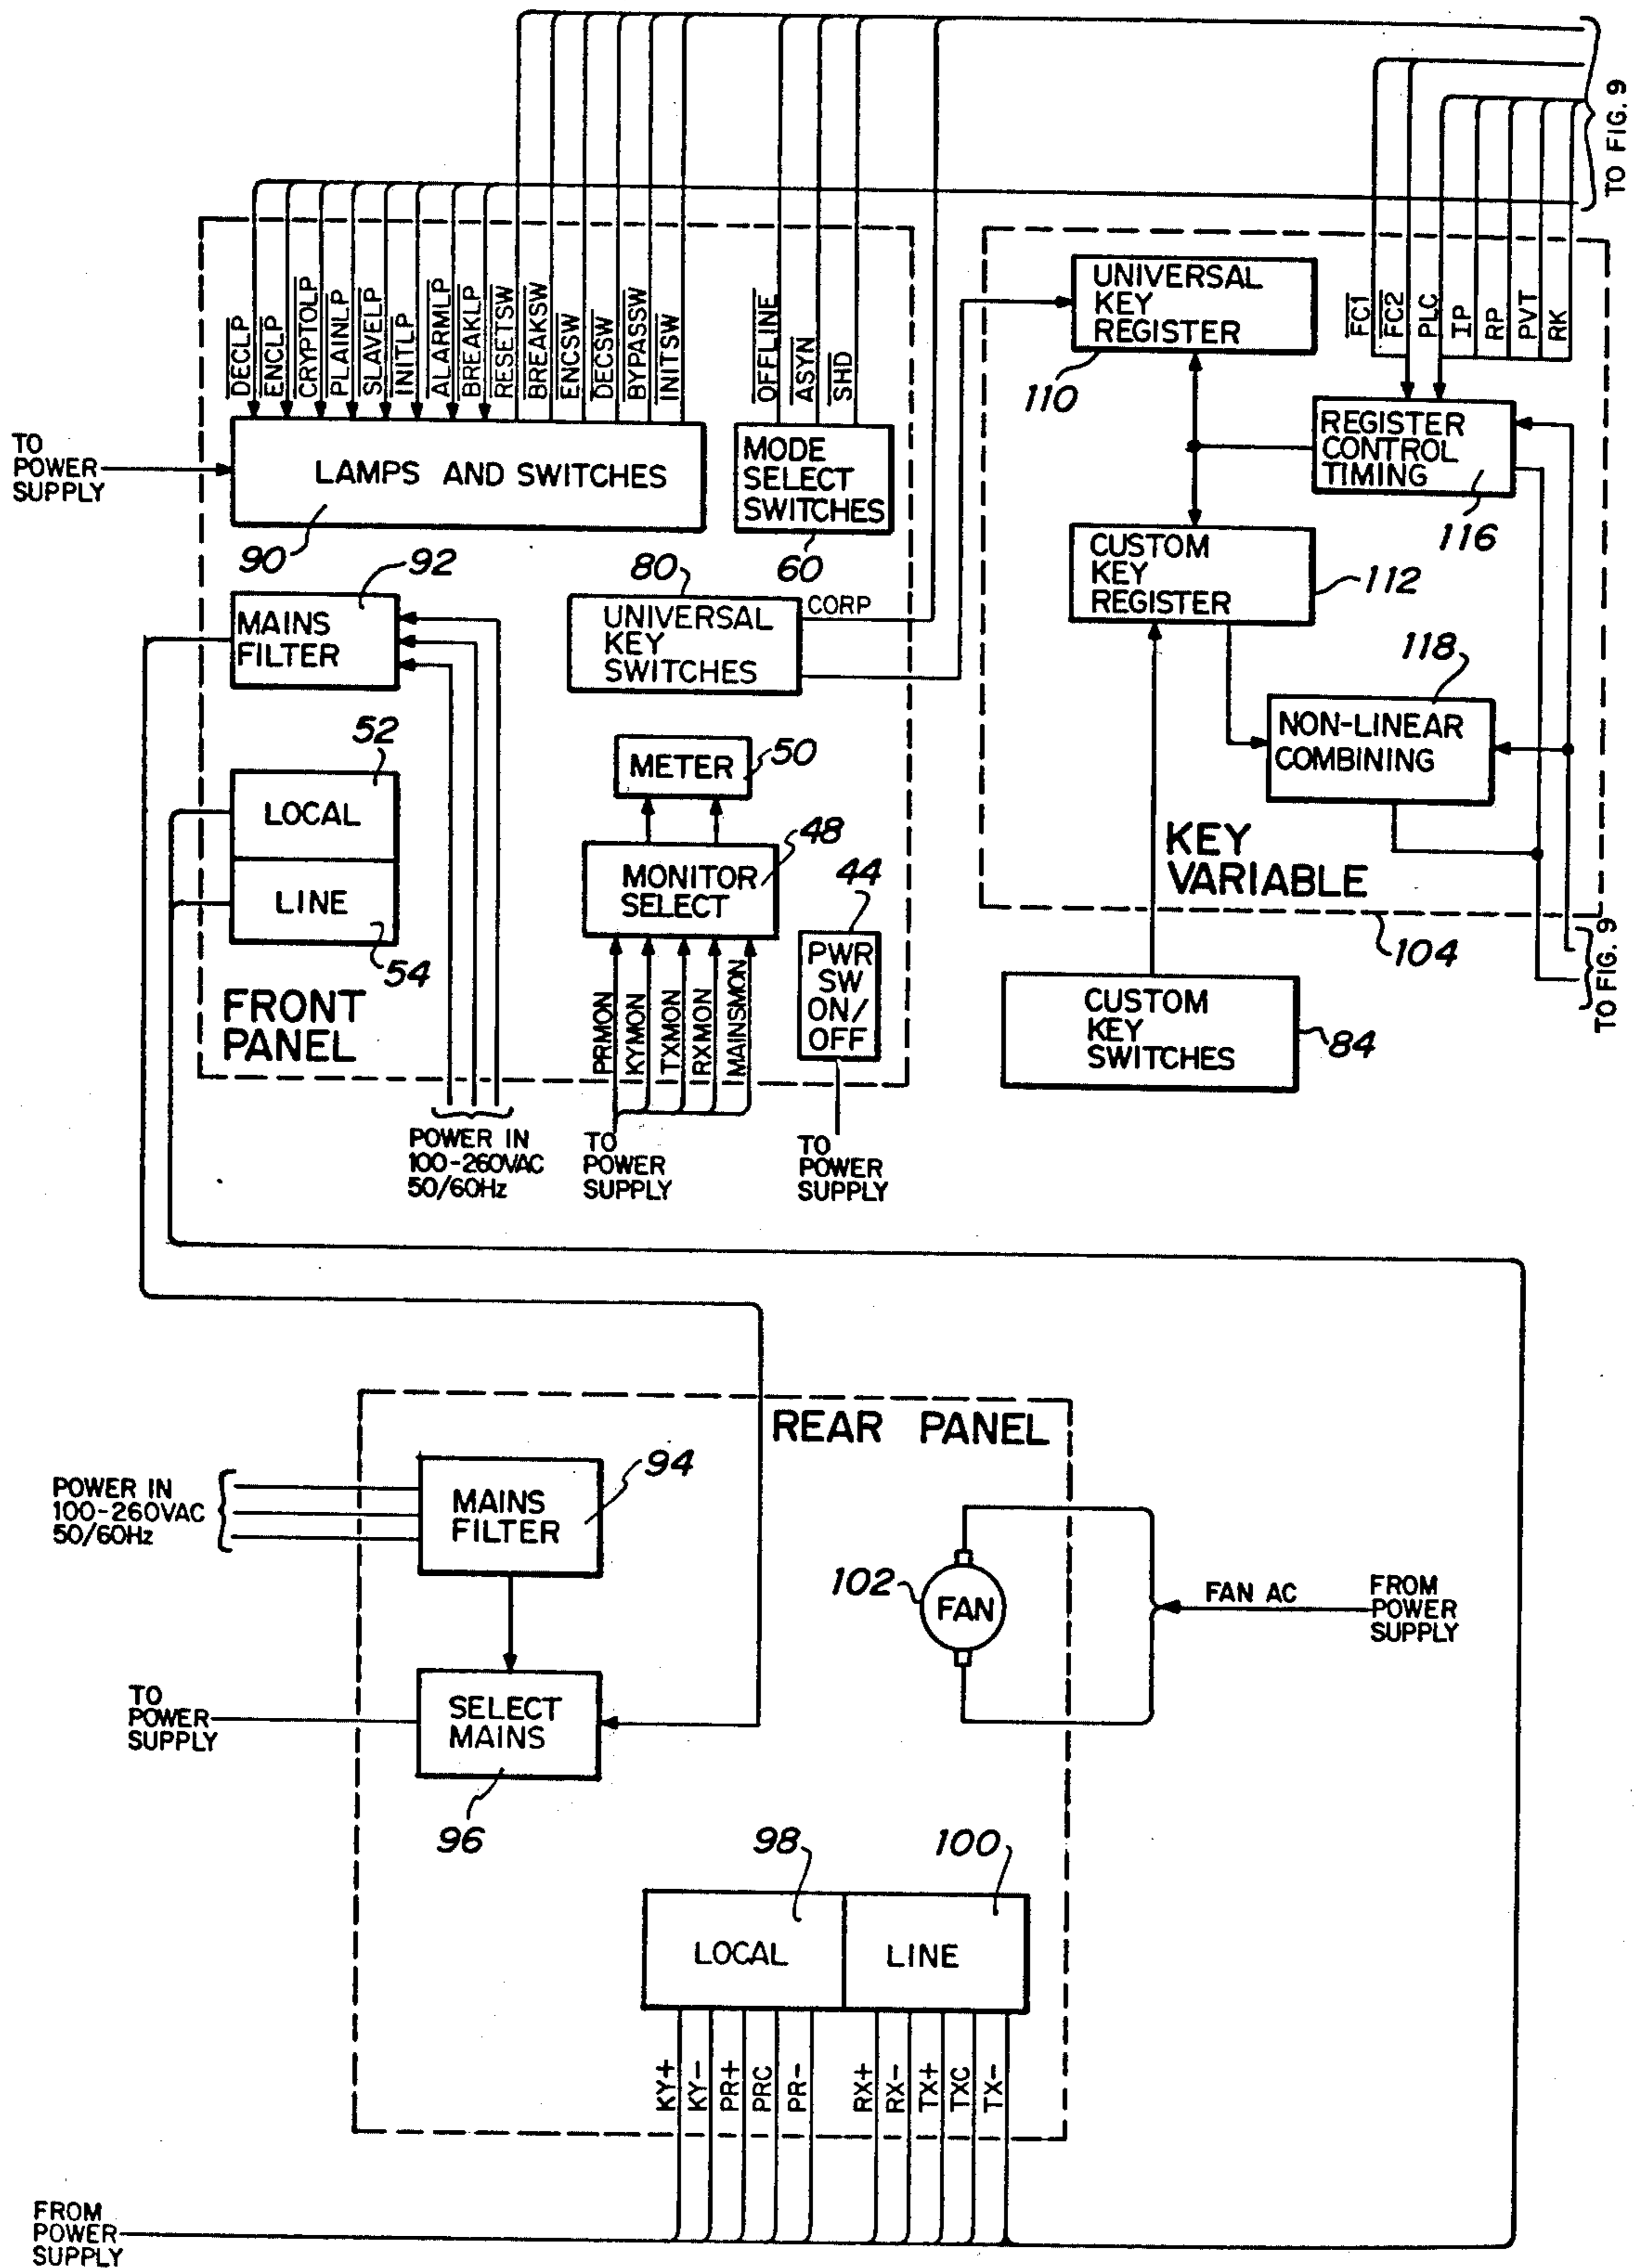 TO FIG. 9
DECLP
ENCLP
CRYPTOLP
PLAINLP
SLAVELP
INITLP
ALARMLP
BREAKLP
RESETSW
BREAKSW
ENCSW
DECSW
BYPASSW
INITSW
OFFLINE
ASYN
SHD
FC1
FC2
PLC
IP
RP
PVT
RK
TO
POWER
SUPPLY
LAMPS AND SWITCHES
90
MODE
SELECT
SWITCHES
60
UNIVERSAL
KEY
REGISTER
110
REGISTER
CONTROL
TIMING
116
CUSTOM
KEY
REGISTER
112
92
MAINS
FILTER
80
UNIVERSAL
KEY
SWITCHES
CORP
118
NON-LINEAR
COMBINING
52
LOCAL
LINE
54
METER
50
MONITOR
SELECT
48
44
PWR
SW
ON/
OFF
KEY
VARIABLE
104
TO FIG. 9
FRONT
PANEL
PRMON
KYMON
TXMON
RXMON
MAINSMON
CUSTOM
KEY
SWITCHES
84
POWER IN
100-260VAC
50/60Hz
TO
POWER
SUPPLY
TO
POWER
SUPPLY
REAR PANEL
POWER IN
100-260VAC
50/60Hz
MAINS
FILTER
94
102
FAN
FAN AC
FROM
POWER
SUPPLY
TO
POWER
SUPPLY
SELECT
MAINS
96
98
100
LOCAL
LINE
KY+
KY-
PR+
PRC
PR-
RX+
RX-
TX+
TXC
TX-
FROM
POWER
SUPPLY